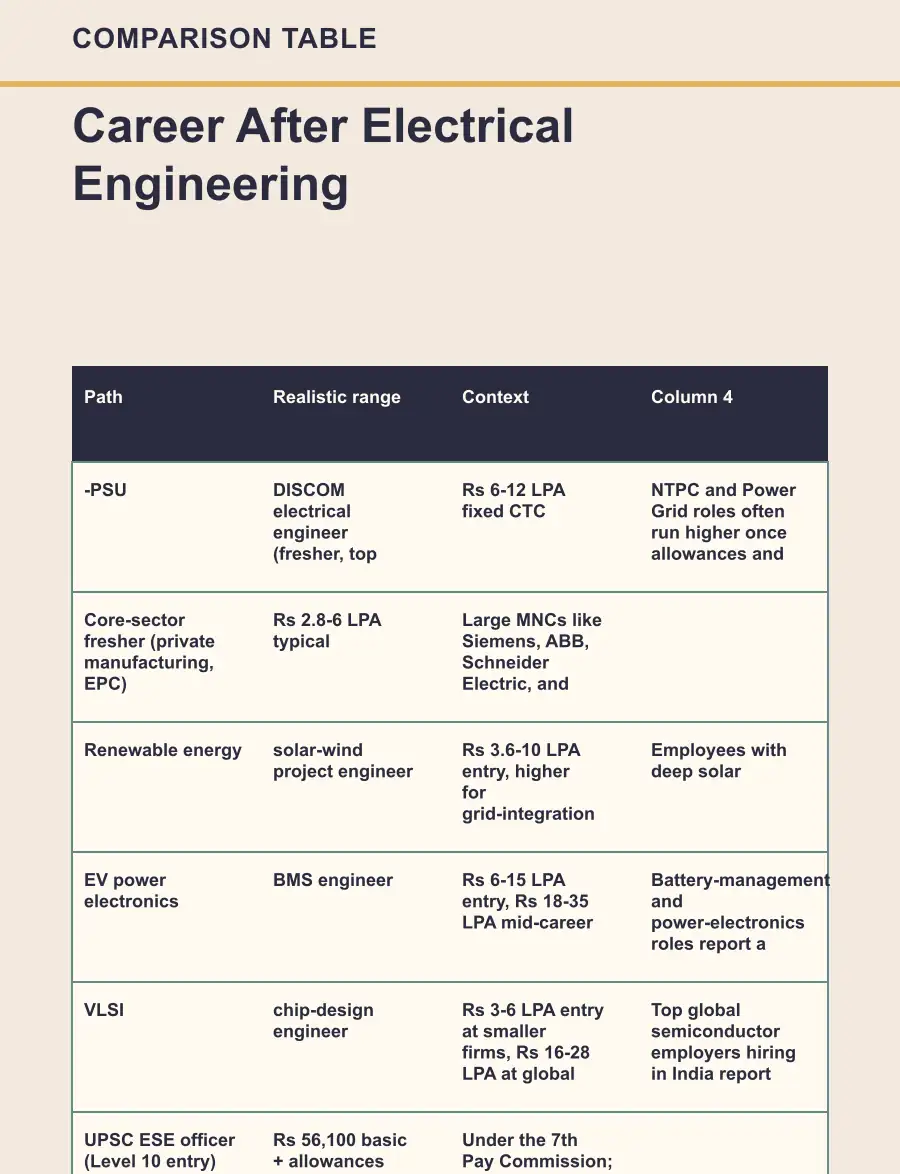 COMPARISON TABLE
Career After Electrical
Engineering
Path
Realistic range
Context
Column 4
-PSU
DISCOM
electrical
engineer
(fresher, top
Rs 6-12 LPA
fixed CTC
NTPC and Power
Grid roles often
run higher once
allowances and
Core-sector
fresher (private
manufacturing,
EPC)
Rs 2.8-6 LPA
typical
Large MNCs like
Siemens, ABB,
Schneider
Electric, and
Renewable energy
solar-wind
project engineer
Rs 3.6-10 LPA
entry, higher
for
grid-integration
Employees with
deep solar
EV power
electronics
BMS engineer
Rs 6-15 LPA
entry, Rs 18-35
LPA mid-career
Battery-management
and
power-electronics
roles report a
VLSI
chip-design
engineer
Rs 3-6 LPA entry
at smaller
firms, Rs 16-28
LPA at global
Top global
semiconductor
employers hiring
in India report
UPSC ESE officer
(Level 10 entry)
Rs 56,100 basic
+ allowances
Under the 7th
Pay Commission;